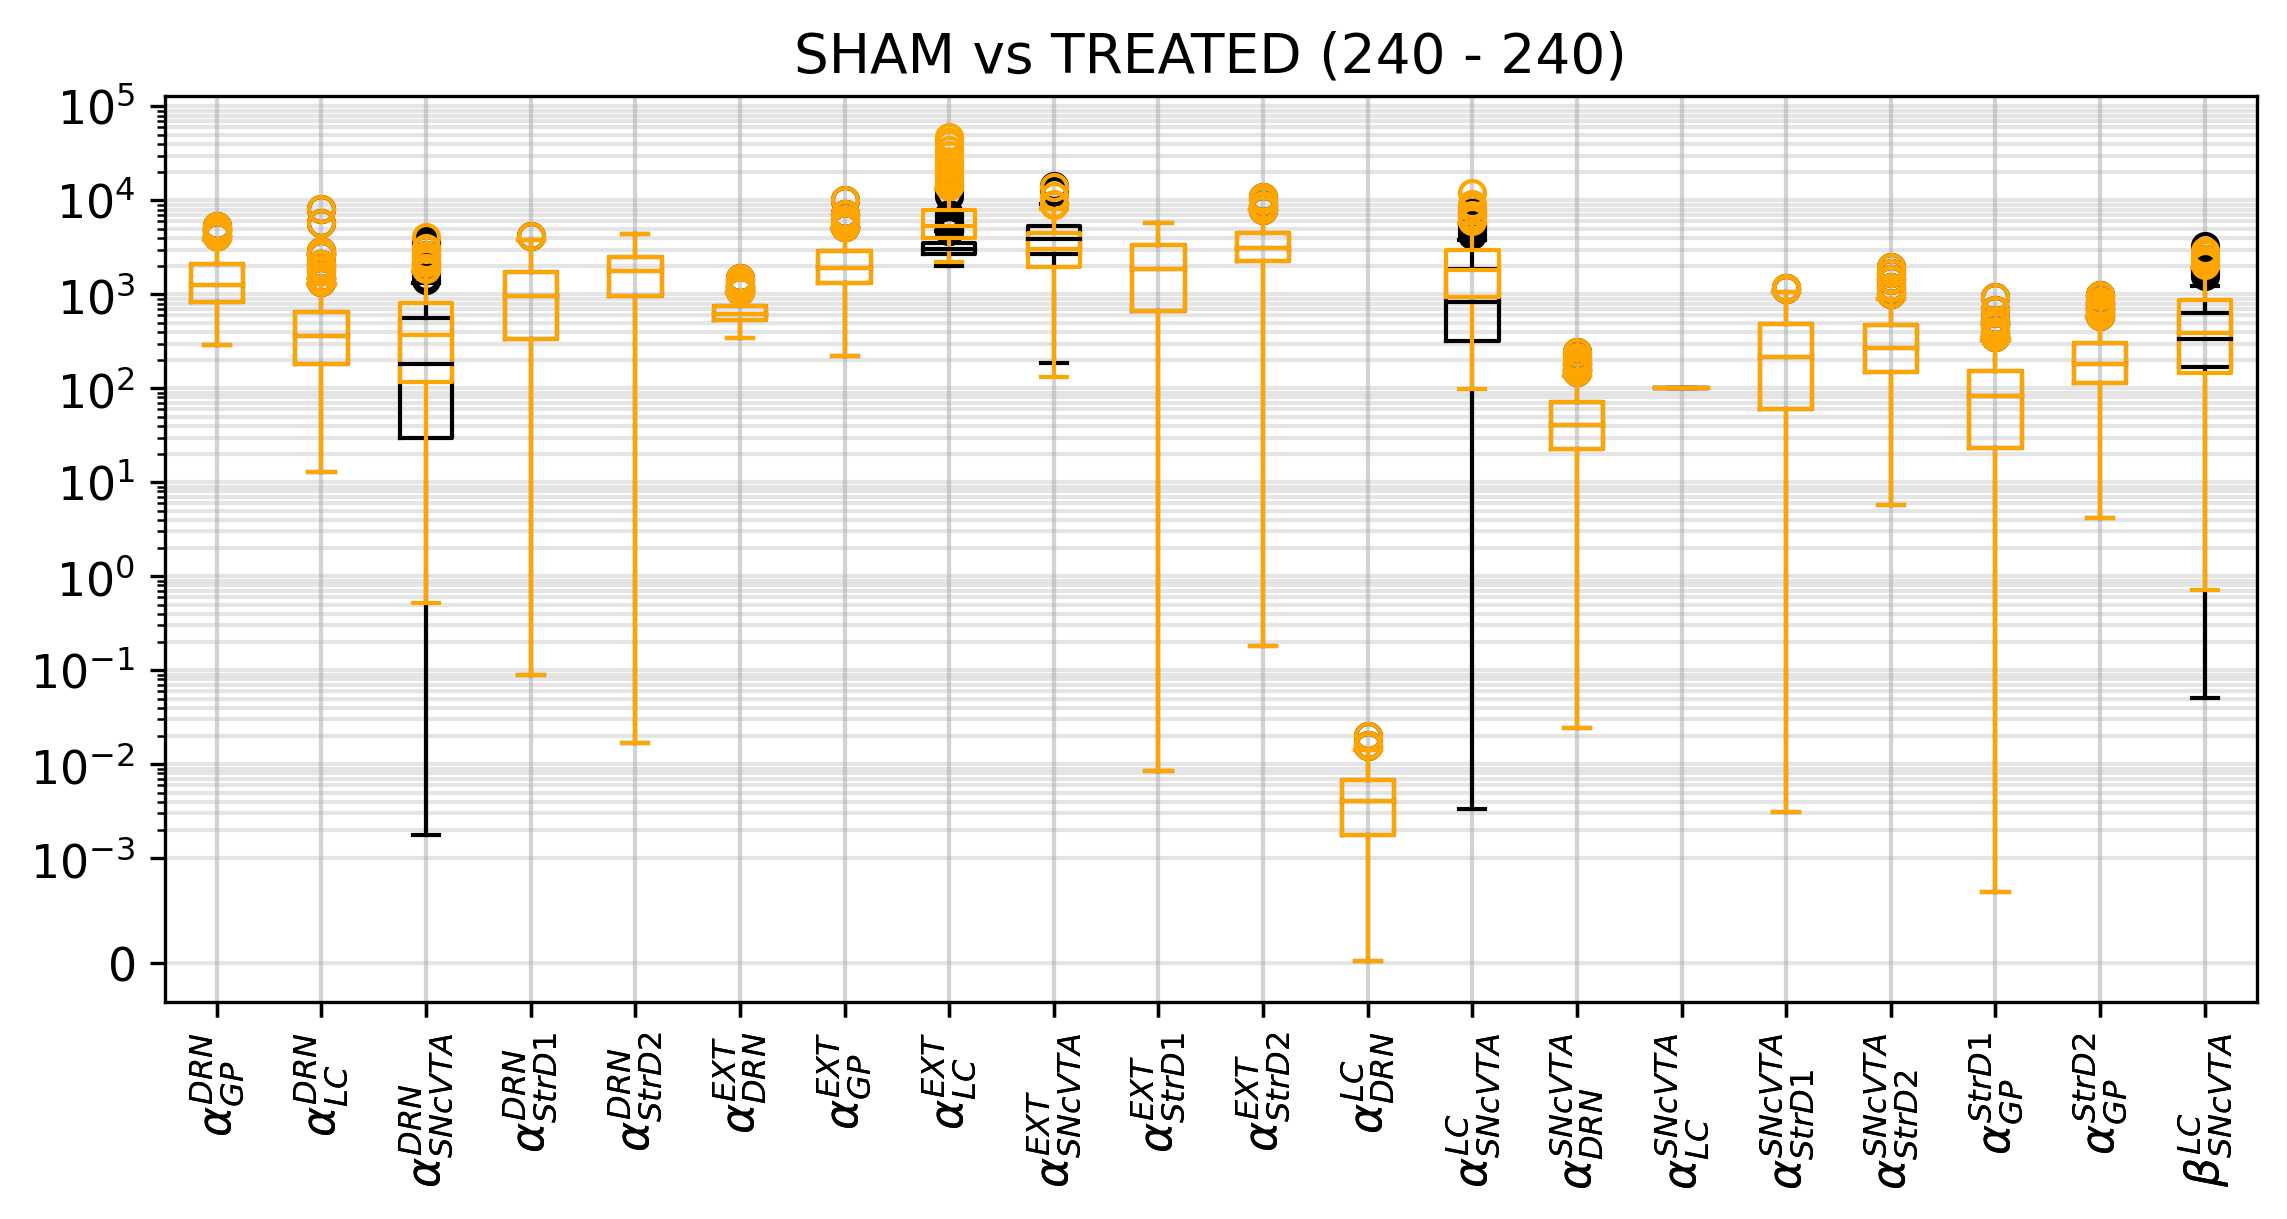 SHAM vs TREATED (240 - 240)
10^5
10^4
10^3
10^2
10^1
10^0
10^−1
10^−2
10^−3
0
α^DRN_GP
α^DRN_LC
α^DRN_SNcVTA
α^DRN_StrD1
α^DRN_StrD2
α^EXT_DRN
α^EXT_GP
α^EXT_LC
α^EXT_SNcVTA
α^EXT_StrD1
α^EXT_StrD2
α^LC_DRN
α^LC_SNcVTA
α^SNcVTA_DRN
α^SNcVTA_LC
α^SNcVTA_StrD1
α^SNcVTA_StrD2
α^StrD1_GP
α^StrD2_GP
β^LC_SNcVTA